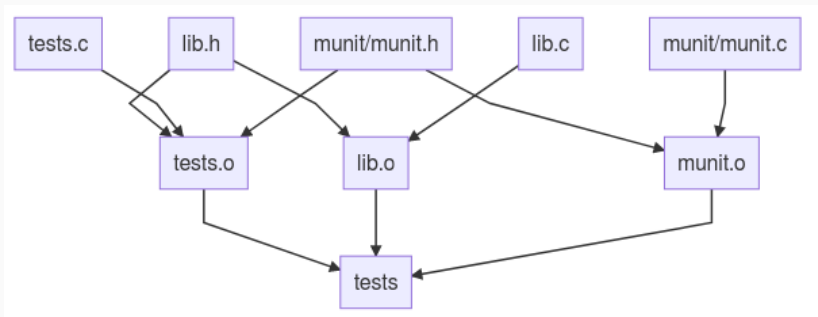 tests.c
lib.h
munit/munit.h
lib.c
munit/munit.c
tests.o
lib.o
munit.o
tests